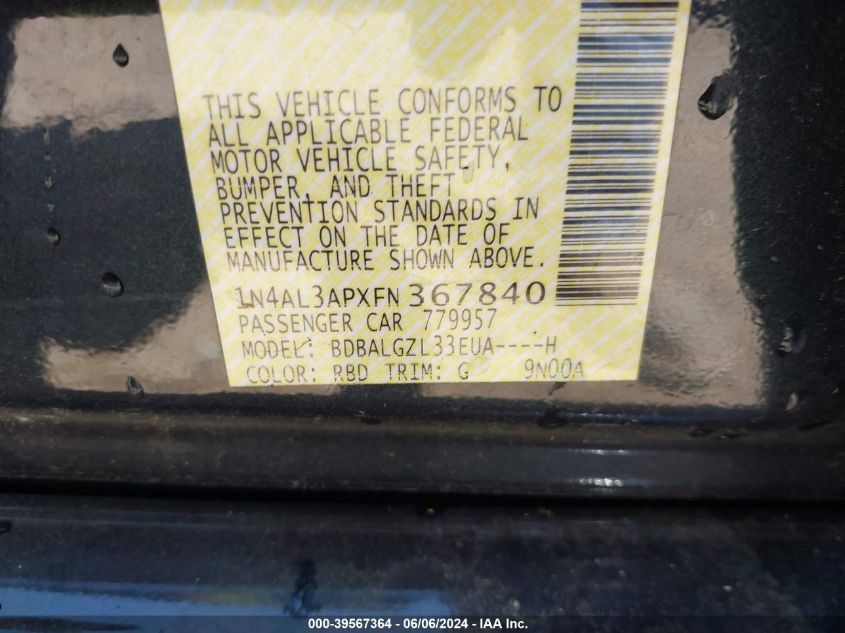 THIS VEHICLE CONFORMS TO
ALL APPLICABLE FEDERAL
MOTOR VEHICLE SAFETY,
BUMPER, AND THEFT
PREVENTION STANDARDS IN
EFFECT ON THE DATE OF
MANUFACTURE SHOWN ABOVE.
1N4AL3APXFN367840
PASSENGER CAR 779957
MODEL: BDBALGZL33EUA----H
COLOR: RBD TRIM: G 9N00A
000-39567364 - 06/06/2024 - IAA Inc.